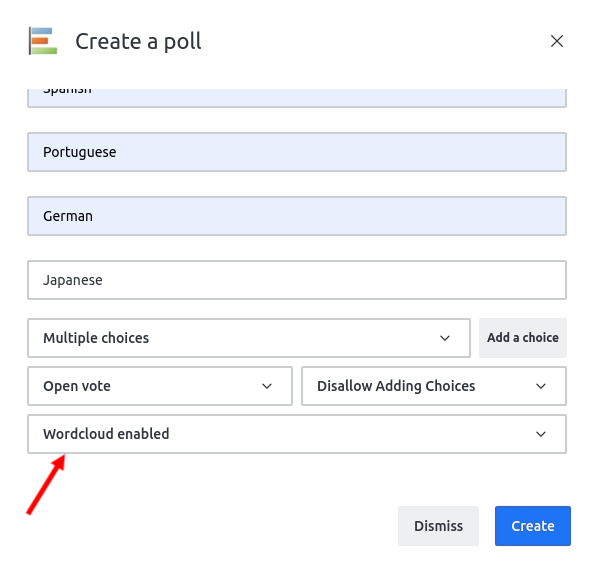 Create a poll
Spanish
Portuguese
German
Japanese
Multiple choices
Add a choice
Open vote
Disallow Adding Choices
Wordcloud enabled
Dismiss
Create